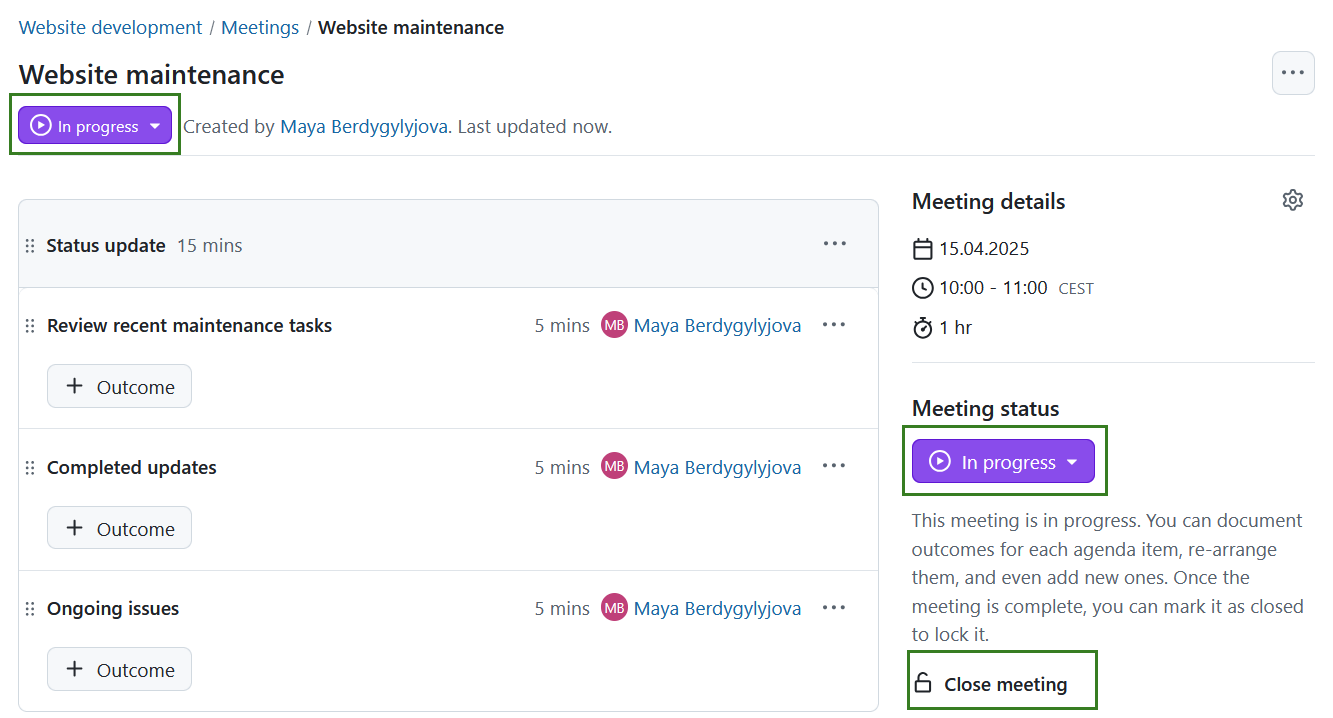 Website development / Meetings / Website maintenance
Website maintenance
In progress Created by Maya Berdygylyjova. Last updated now.
Status update 15 mins
Review recent maintenance tasks 5 mins MB Maya Berdygylyjova
+ Outcome
Completed updates 5 mins MB Maya Berdygylyjova
+ Outcome
Ongoing issues 5 mins MB Maya Berdygylyjova
+ Outcome
Meeting details
15.04.2025
10:00 - 11:00 CEST
1 hr
Meeting status
In progress
This meeting is in progress. You can document
outcomes for each agenda item, re-arrange
them, and even add new ones. Once the
meeting is complete, you can mark it as closed
to lock it.
Close meeting